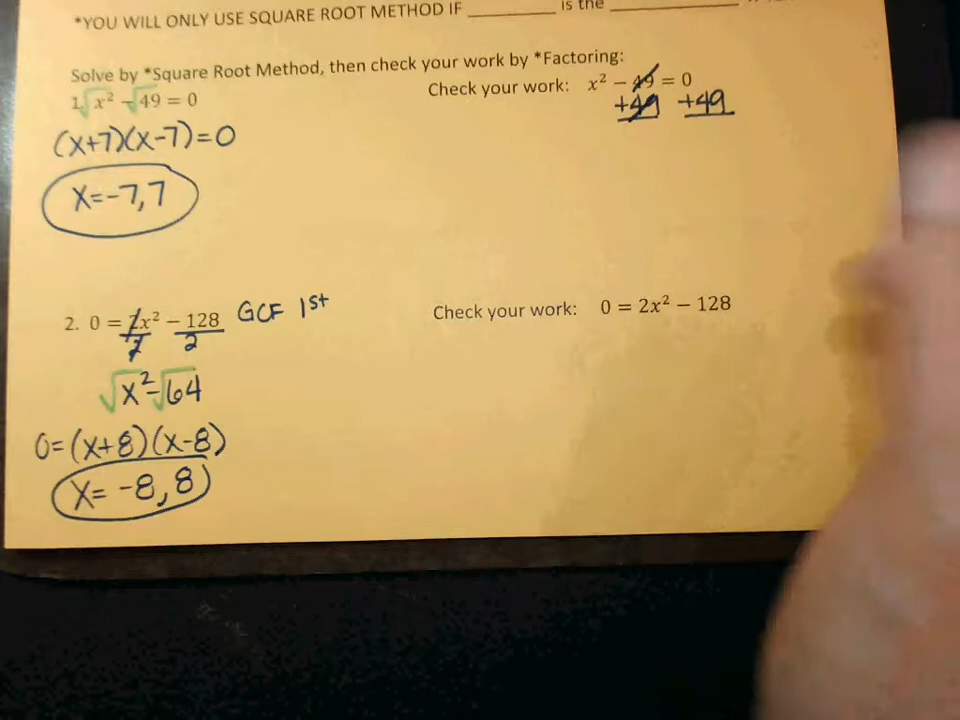 *YOU WILL ONLY USE SQUARE ROOT METHOD IF __________ is the ______________
Solve by *Square Root Method, then check your work by *Factoring:
1. √x² - √49 = 0
(x+7)(x-7)=0
x=-7,7
Check your work: x² − 49 = 0
+49 +49
2. 0 = 2x² − 128 GCF 1st
2 2
√x² - √64
0=(x+8)(x-8)
x= -8, 8
Check your work: 0 = 2x² − 128